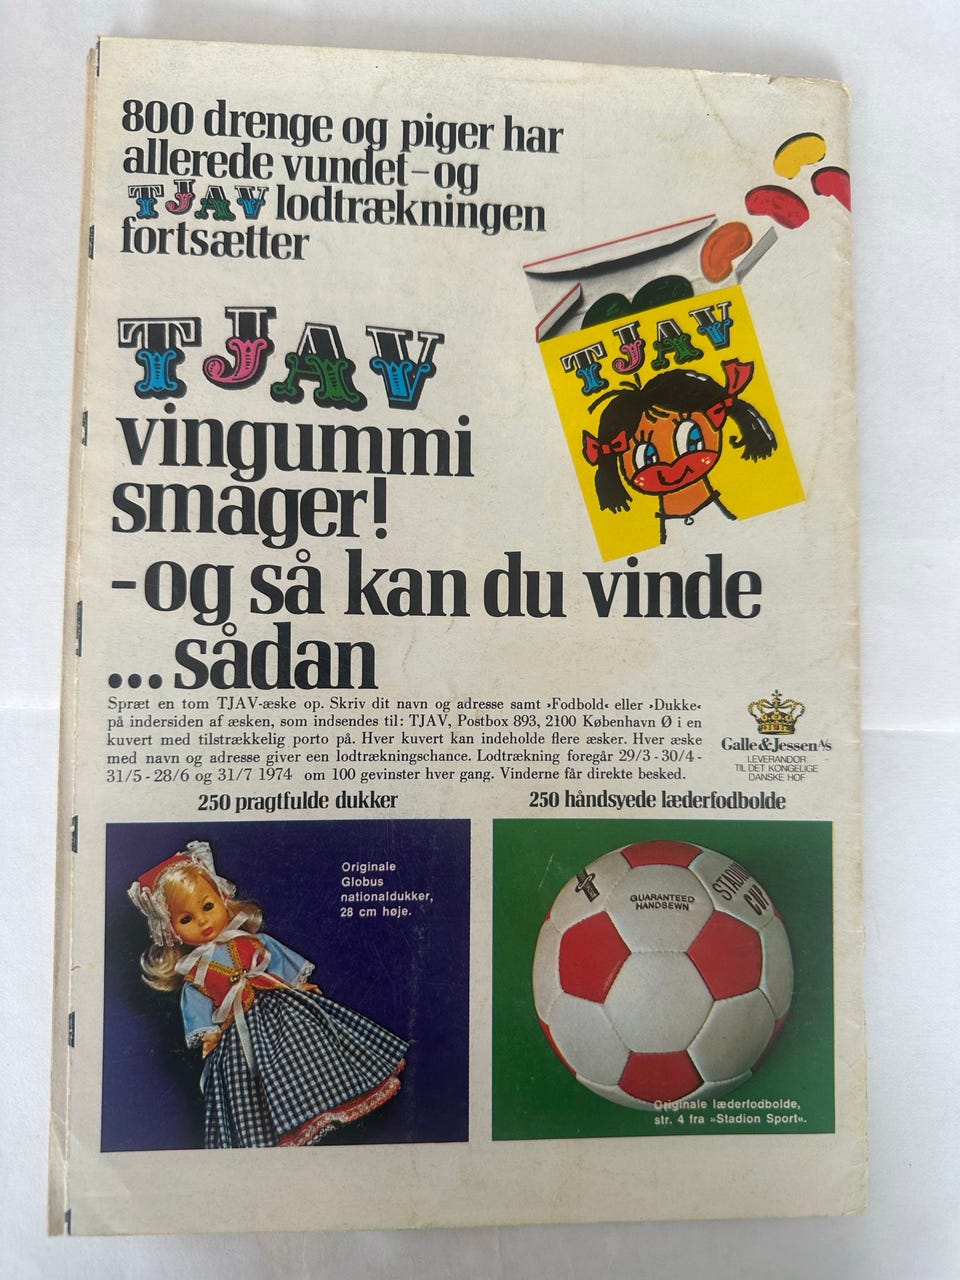 800 drenge og piger har
allerede vundet-og
TJAV lodtrækningen
fortsætter
TJAV
TJAV
vingummi
smager!
-og så kan du vinde
...sådan
Spræt en tom TJAV-æske op. Skriv dit navn og adresse samt ›Fodbold‹ eller ›Dukke‹
på indersiden af æsken, som indsendes til: TJAV, Postbox 893, 2100 København Ø i en
kuvert med tilstrækkelig porto på. Hver kuvert kan indeholde flere æsker. Hver æske
med navn og adresse giver een lodtrækningschance. Lodtrækning foregår 29/3 - 30/4 -
31/5 - 28/6 og 31/7 1974 om 100 gevinster hver gang. Vinderne får direkte besked.
Galle & Jessen A/S
LEVERANDØR
TIL DET KONGELIGE
DANSKE HOF
250 pragtfulde dukker
250 håndsyede læderfodbolde
Originale
Globus
nationaldukker,
28 cm høje.
GUARANTEED
HANDSEWN
STADION
CUP
Originale læderfodbolde,
str. 4 fra »Stadion Sport«.